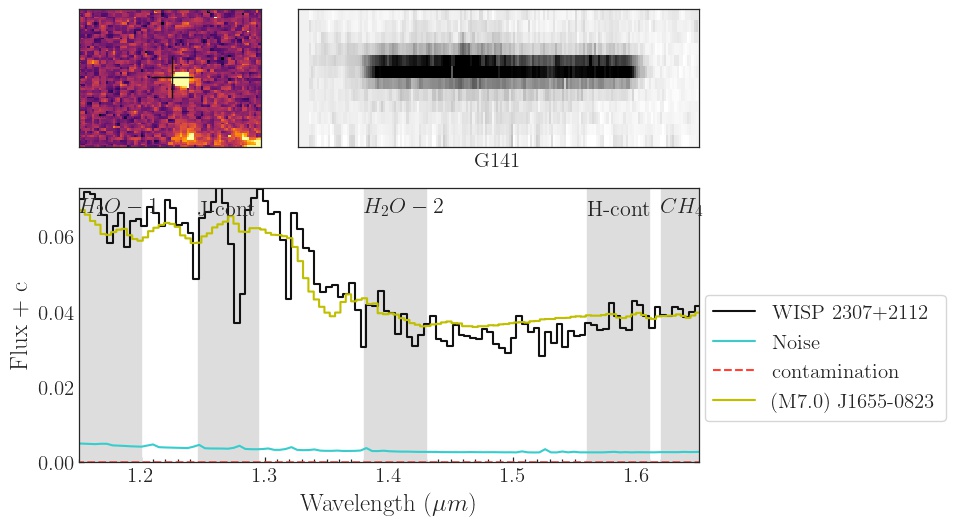 G141
H₂O − 1
J cont
H₂O − 2
H-cont
CH₄
0.06
0.04
0.02
0.00
Flux + c
1.2
1.3
1.4
1.5
1.6
Wavelength (μm)
WISP 2307+2112
Noise
contamination
(M7.0) J1655-0823